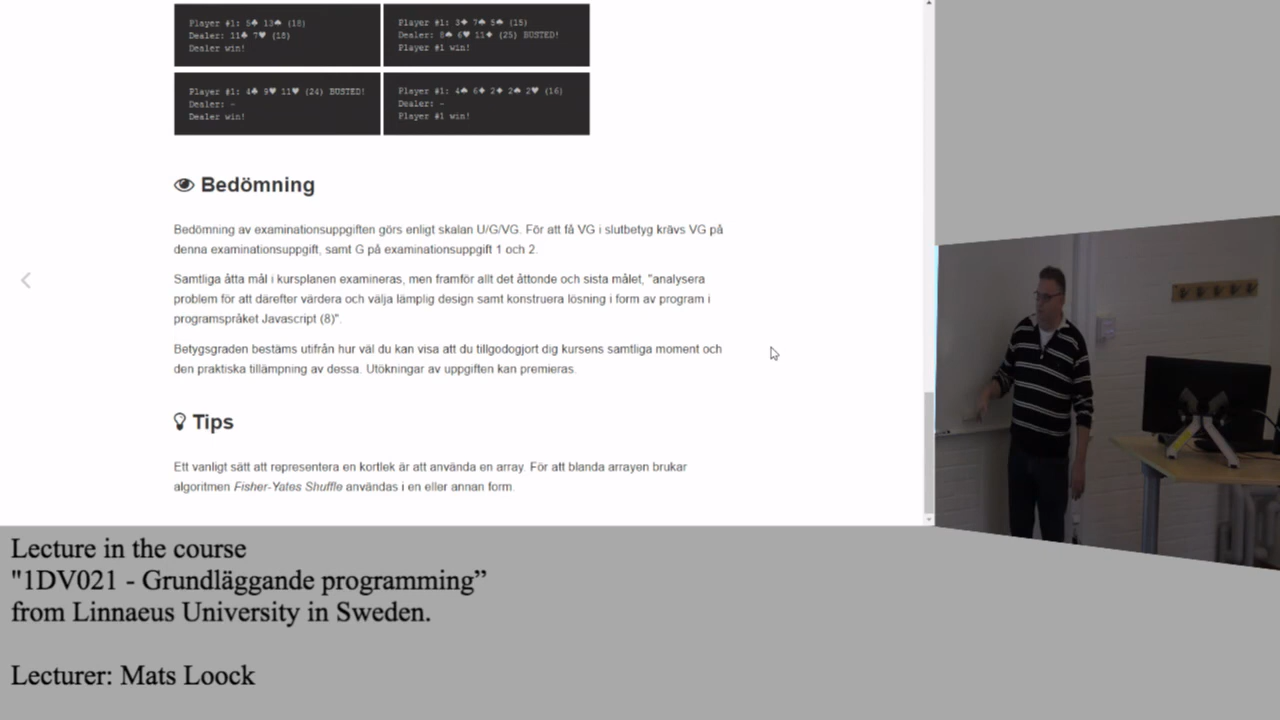 Player #1: 5♣ 13♣ (18)
Dealer: 11♣ 7♥ (18)
Dealer win!
Player #1: 3♦ 7♣ 5♠ (15)
Dealer: 8♠ 6♥ 11♦ (25) BUSTED!
Player #1 win!
Player #1: 4♣ 9♥ 11♥ (24) BUSTED!
Dealer: -
Dealer win!
Player #1: 4♠ 6♦ 2♦ 2♠ 2♥ (16)
Dealer: -
Player #1 win!
Bedömning
Bedömning av examinationsuppgiften görs enligt skalan U/G/VG. För att få VG i slutbetyg krävs VG på
denna examinationsuppgift, samt G på examinationsuppgift 1 och 2.
Samtliga åtta mål i kursplanen examineras, men framför allt det åttonde och sista målet, "analysera
problem för att därefter värdera och välja lämplig design samt konstruera lösning i form av program i
programspråket Javascript (8)".
Betygsgraden bestäms utifrån hur väl du kan visa att du tillgodogjort dig kursens samtliga moment och
den praktiska tillämpning av dessa. Utökningar av uppgiften kan premieras.
Tips
Ett vanligt sätt att representera en kortlek är att använda en array. För att blanda arrayen brukar
algoritmen Fisher-Yates Shuffle användas i en eller annan form.
Lecture in the course
"1DV021 - Grundläggande programming”
from Linnaeus University in Sweden.
Lecturer: Mats Loock